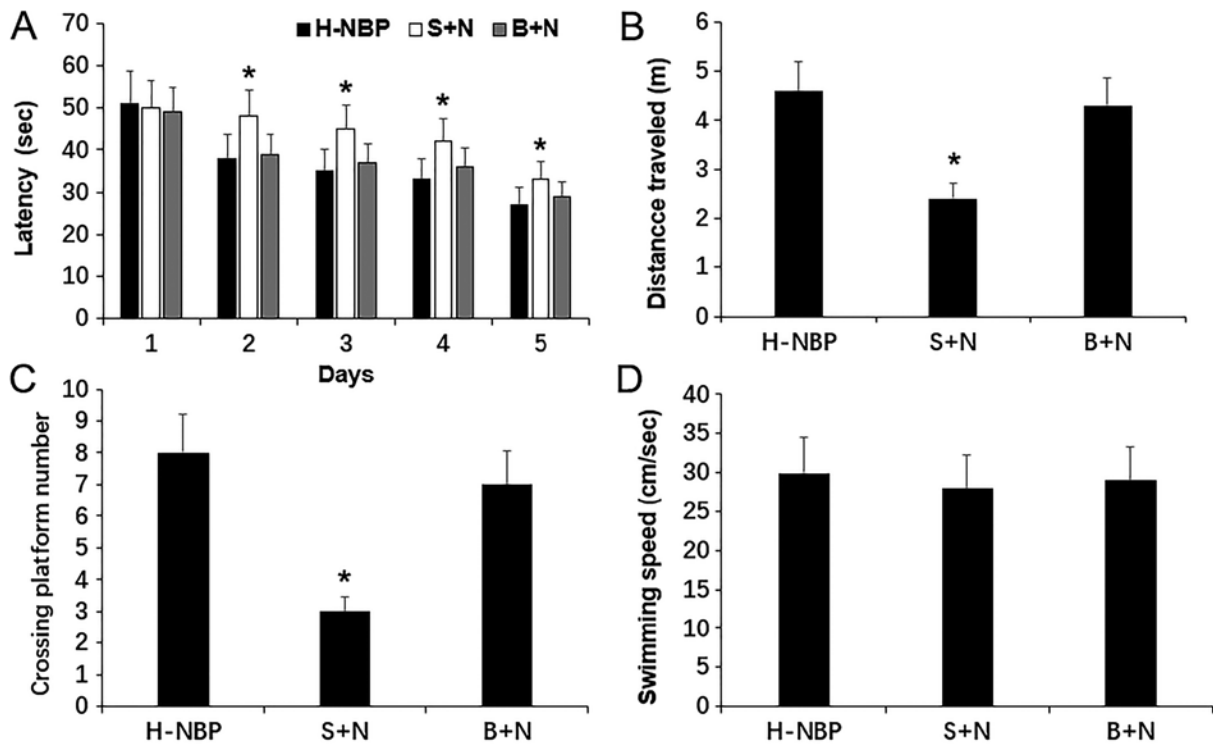 A
70
60
50
40
30
20
10
0
Latency (sec)
H-NBP S+N B+N
*
*
*
*
1 2 3 4 5
Days
B
6
5
4
3
2
1
0
Distancce traveled (m)
*
H-NBP S+N B+N
C
10
9
8
7
6
5
4
3
2
1
0
Crossing platform number
*
H-NBP S+N B+N
D
40
35
30
25
20
15
10
5
0
Swimming speed (cm/sec)
H-NBP S+N B+N